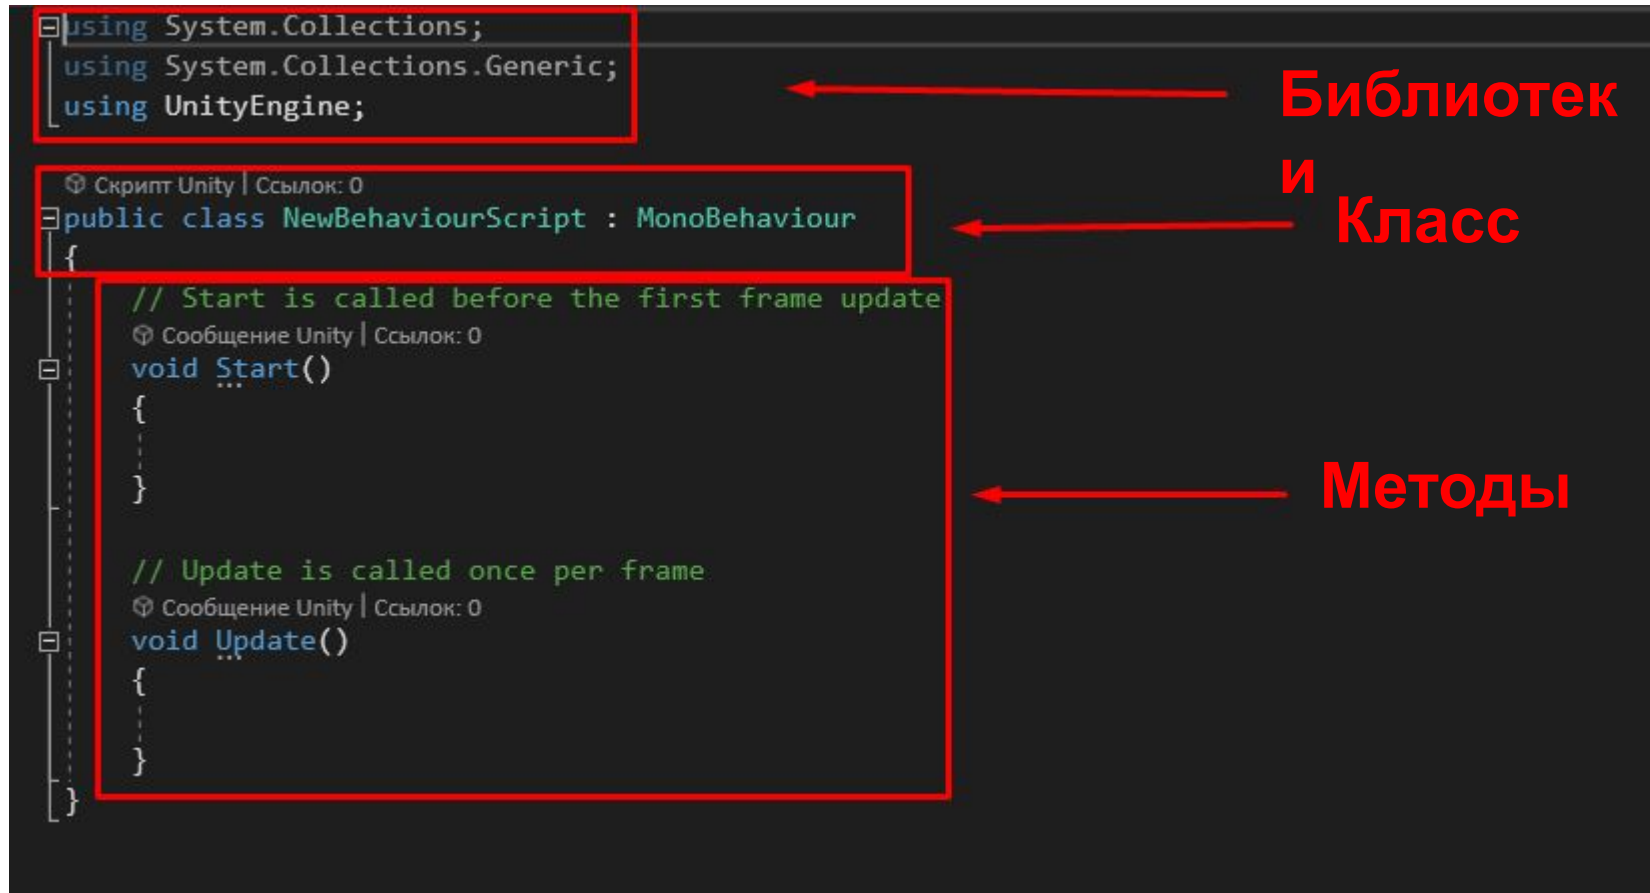 using System.Collections;
using System.Collections.Generic;
using UnityEngine;
Библиотек
и
Скрипт Unity | Ссылок: 0
public class NewBehaviourScript : MonoBehaviour
Класс
{
// Start is called before the first frame update
Сообщение Unity | Ссылок: 0
void Start()
{
}
Методы
// Update is called once per frame
Сообщение Unity | Ссылок: 0
void Update()
{
}
}